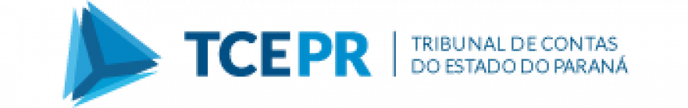 TCEPR
TRIBUNAL DE CONTAS
DO ESTADO DO PARANÁ